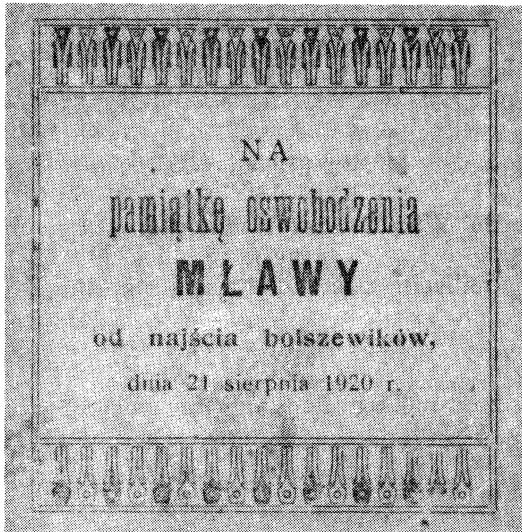 NA
pamiątkę oswobodzenia
MŁAWY
od najścia bolszewików,
dnia 21 sierpnia 1920 r.